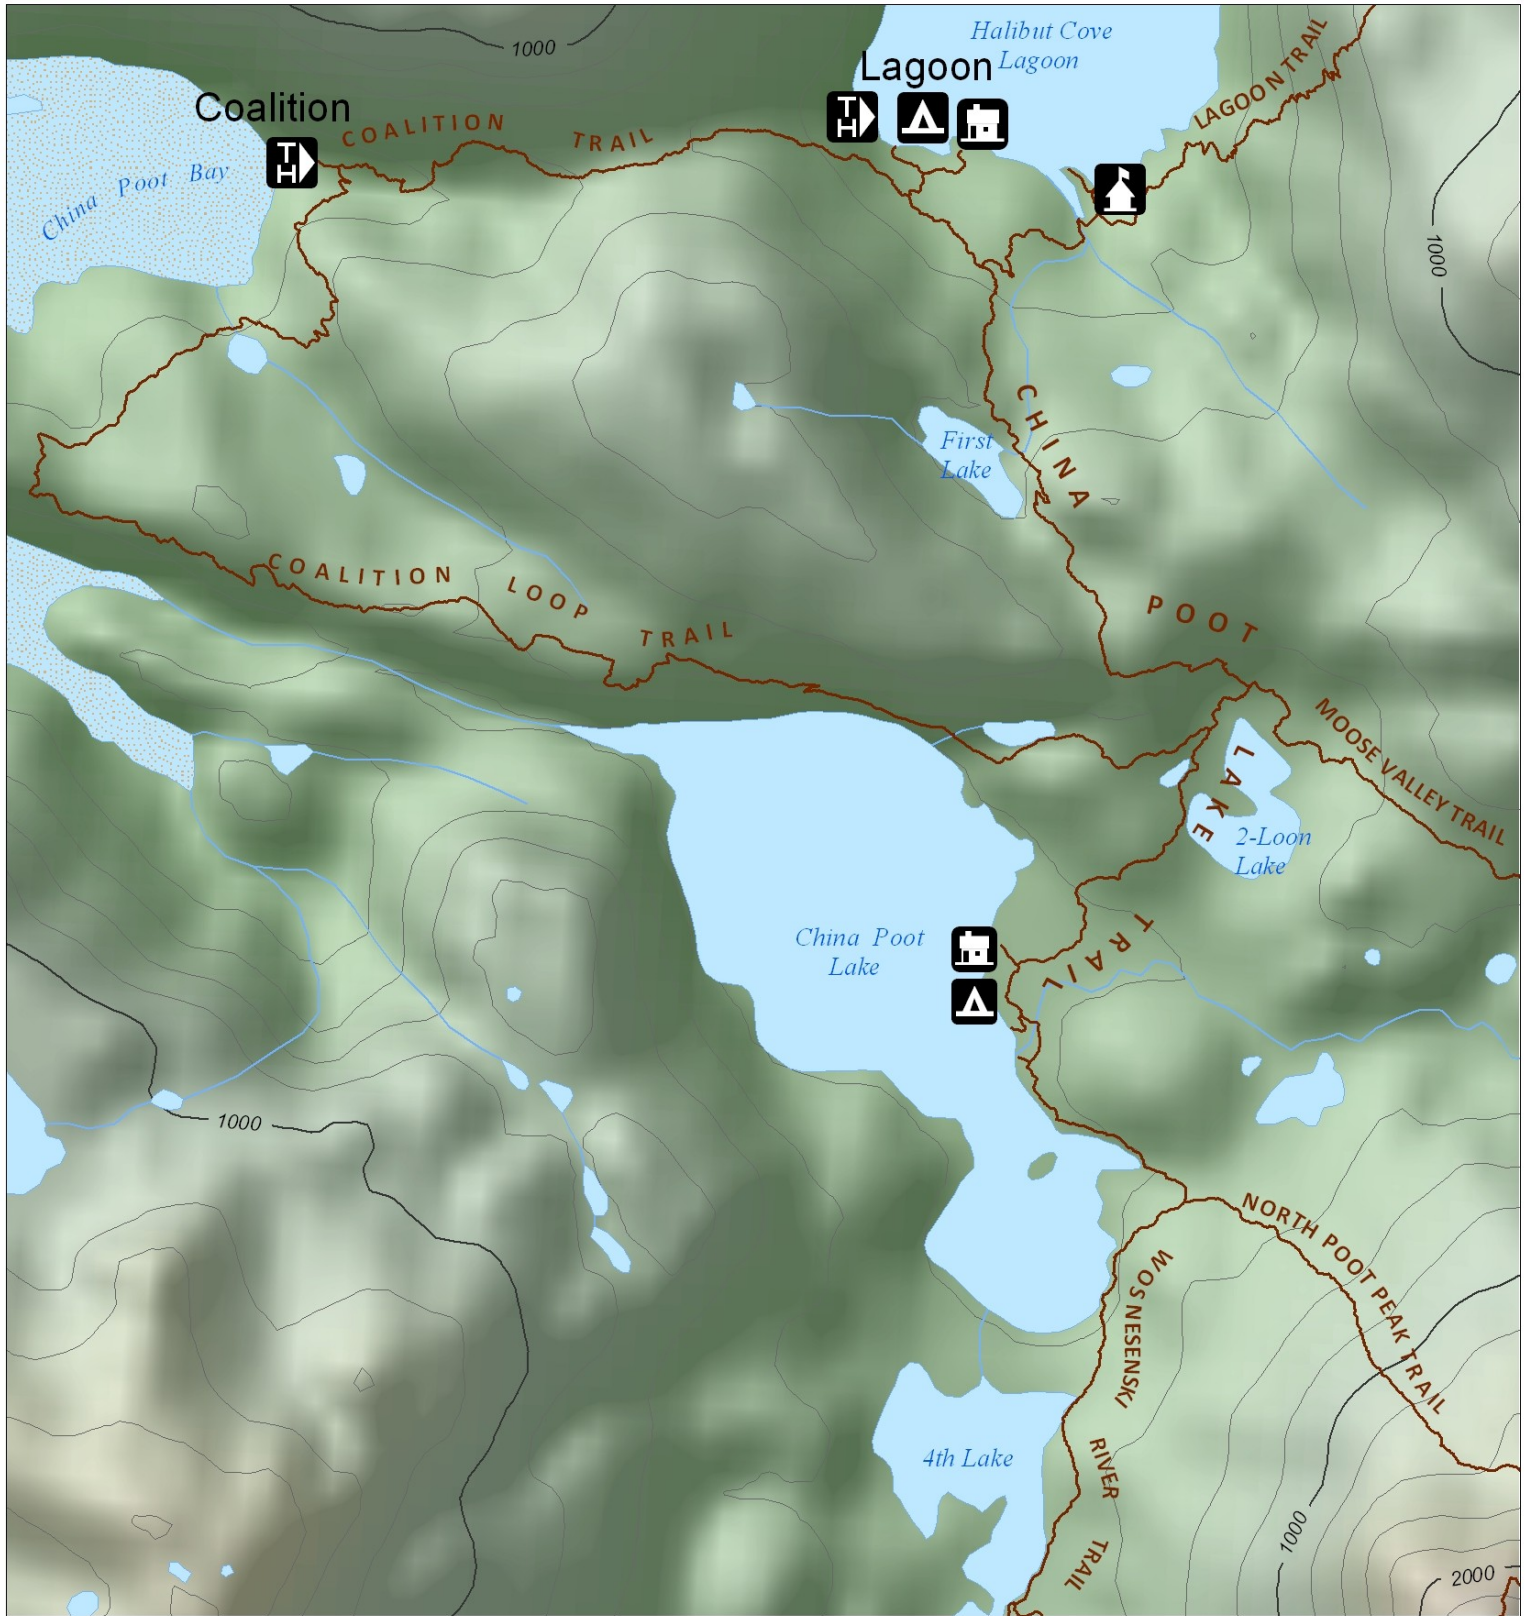 Halibut Cove
Lagoon
1000
Lagoon
LAGOON TRAIL
Coalition
COALITION TRAIL
TH
TH
China Poot Bay
1000
CHINA POOT LAKE TRAIL
First
Lake
COALITION LOOP TRAIL
MOOSE VALLEY TRAIL
2-Loon
Lake
China Poot
Lake
1000
NORTH POOT PEAK TRAIL
WOSNESENSKI RIVER TRAIL
4th Lake
1000
2000